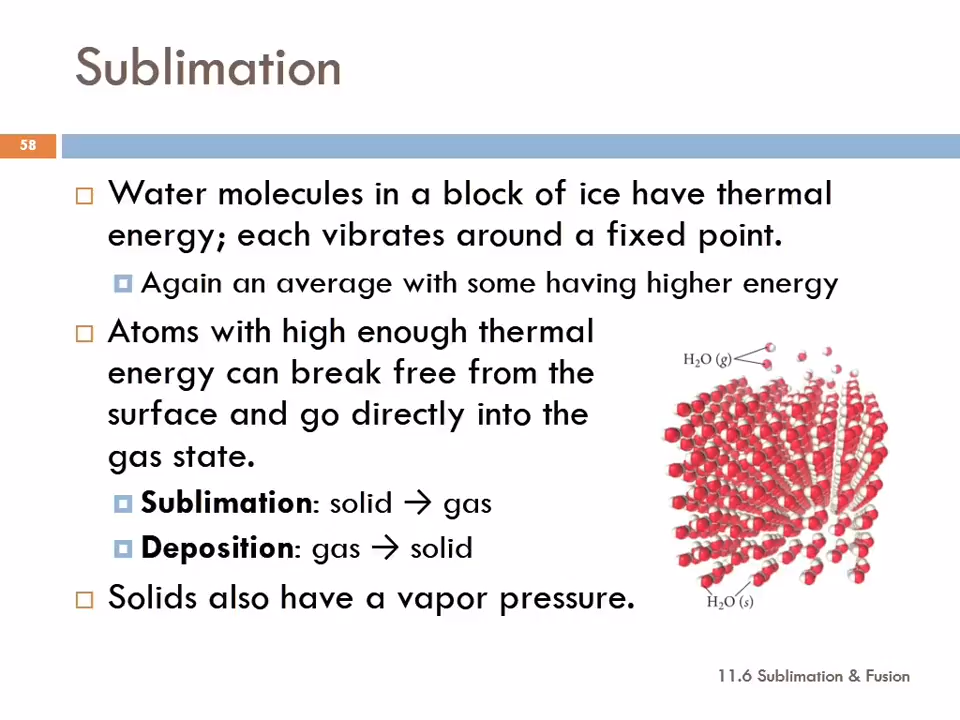 Sublimation
58
Water molecules in a block of ice have thermal
energy; each vibrates around a fixed point.
Again an average with some having higher energy
Atoms with high enough thermal
energy can break free from the
surface and go directly into the
gas state.
Sublimation: solid → gas
Deposition: gas → solid
Solids also have a vapor pressure.
H₂O (g)
H₂O (s)
11.6 Sublimation & Fusion